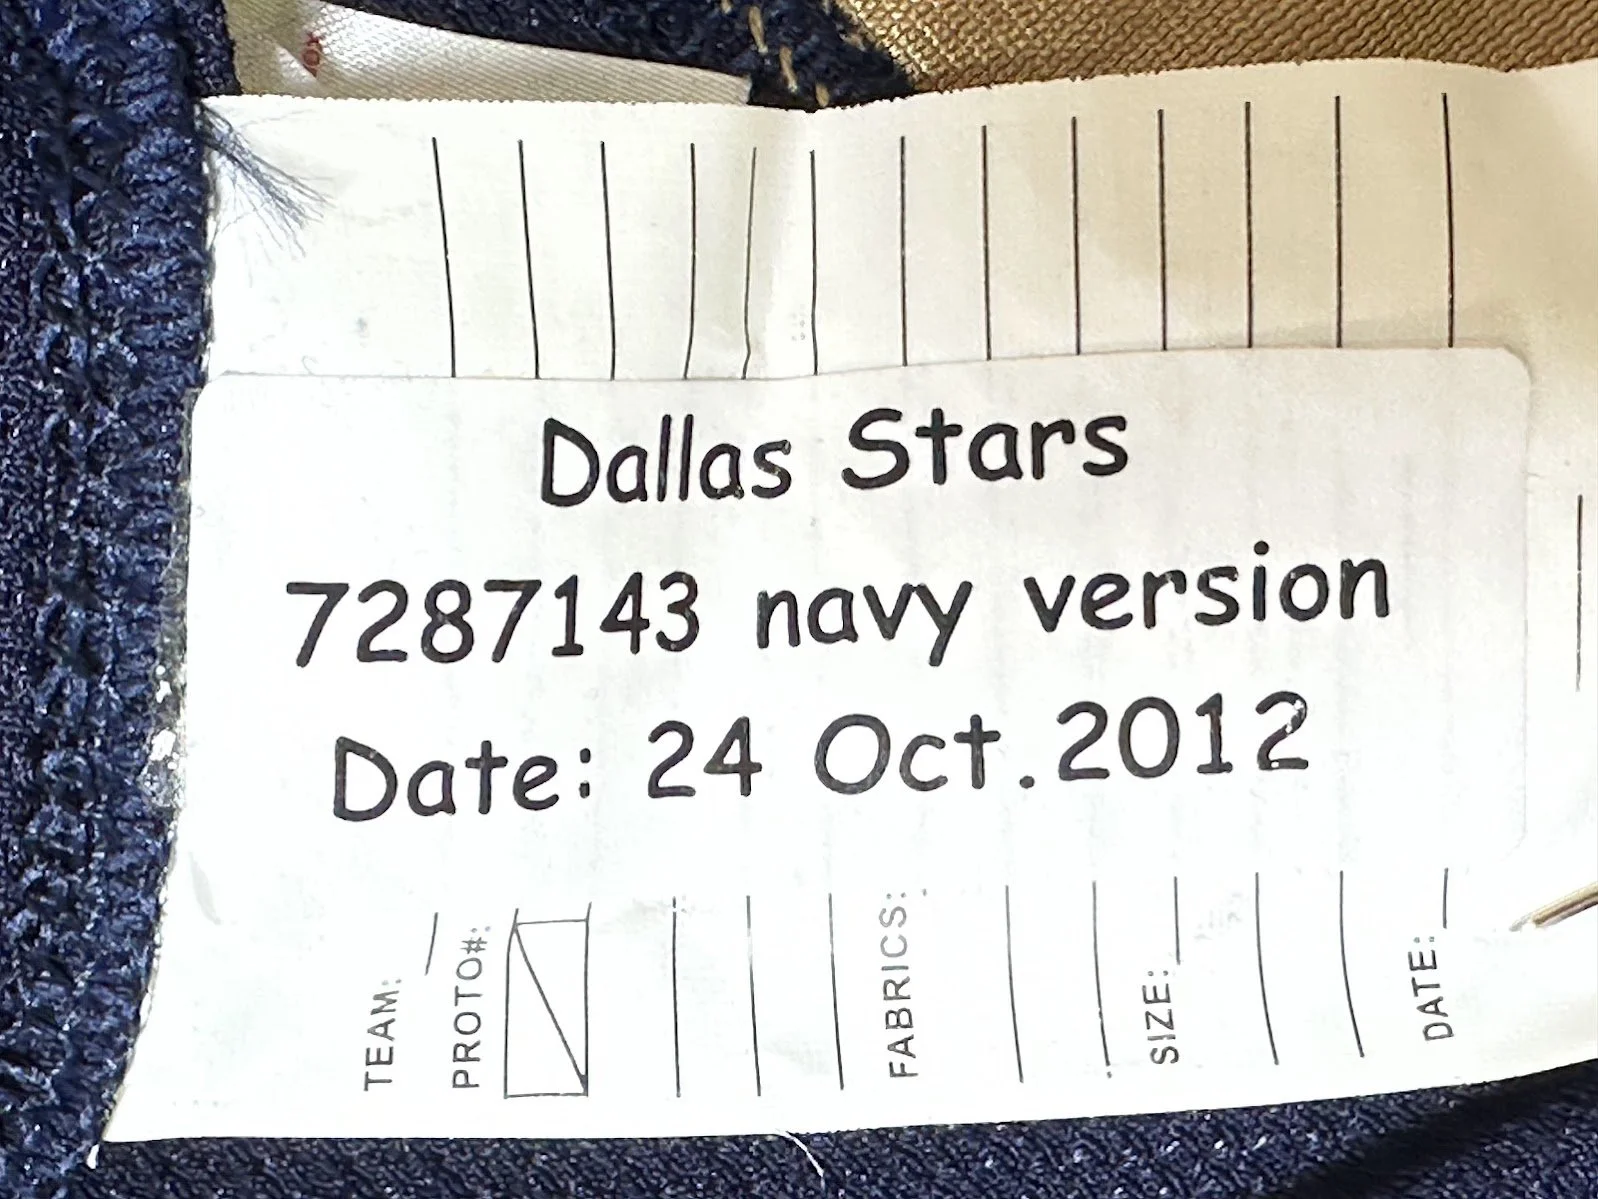 Dallas Stars
7287143 navy version
Date: 24 Oct.2012
TEAM:
PROTO#:
FABRICS:
SIZE:
DATE: